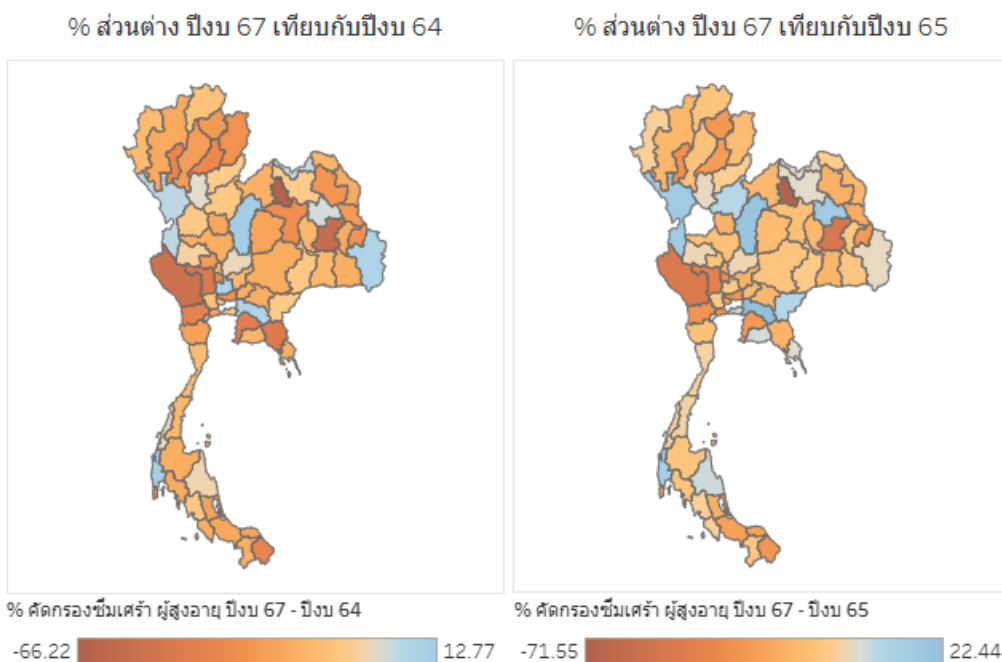 % ส่วนต่าง ปีงบ 67 เทียบกับปีงบ 64
% ส่วนต่าง ปีงบ 67 เทียบกับปีงบ 65
% คัดกรองซึมเศร้า ผู้สูงอายุ ปีงบ 67 - ปีงบ 64
% คัดกรองซึมเศร้า ผู้สูงอายุ ปีงบ 67 - ปีงบ 65
-66.22 12.77
-71.55 22.44